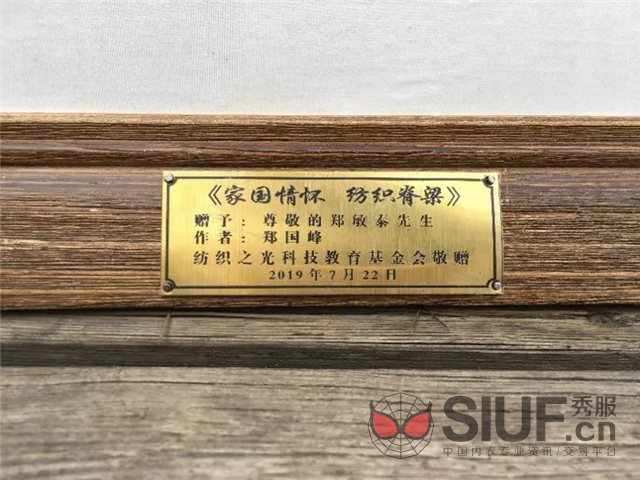 《家国情怀 纺织脊梁》
赠予：尊敬的郑敏泰先生
作者：郑国峰
纺织之光科技教育基金会敬赠
2019年7月22日
SIUF秀服.cn
中国内衣专业资讯/交易平台